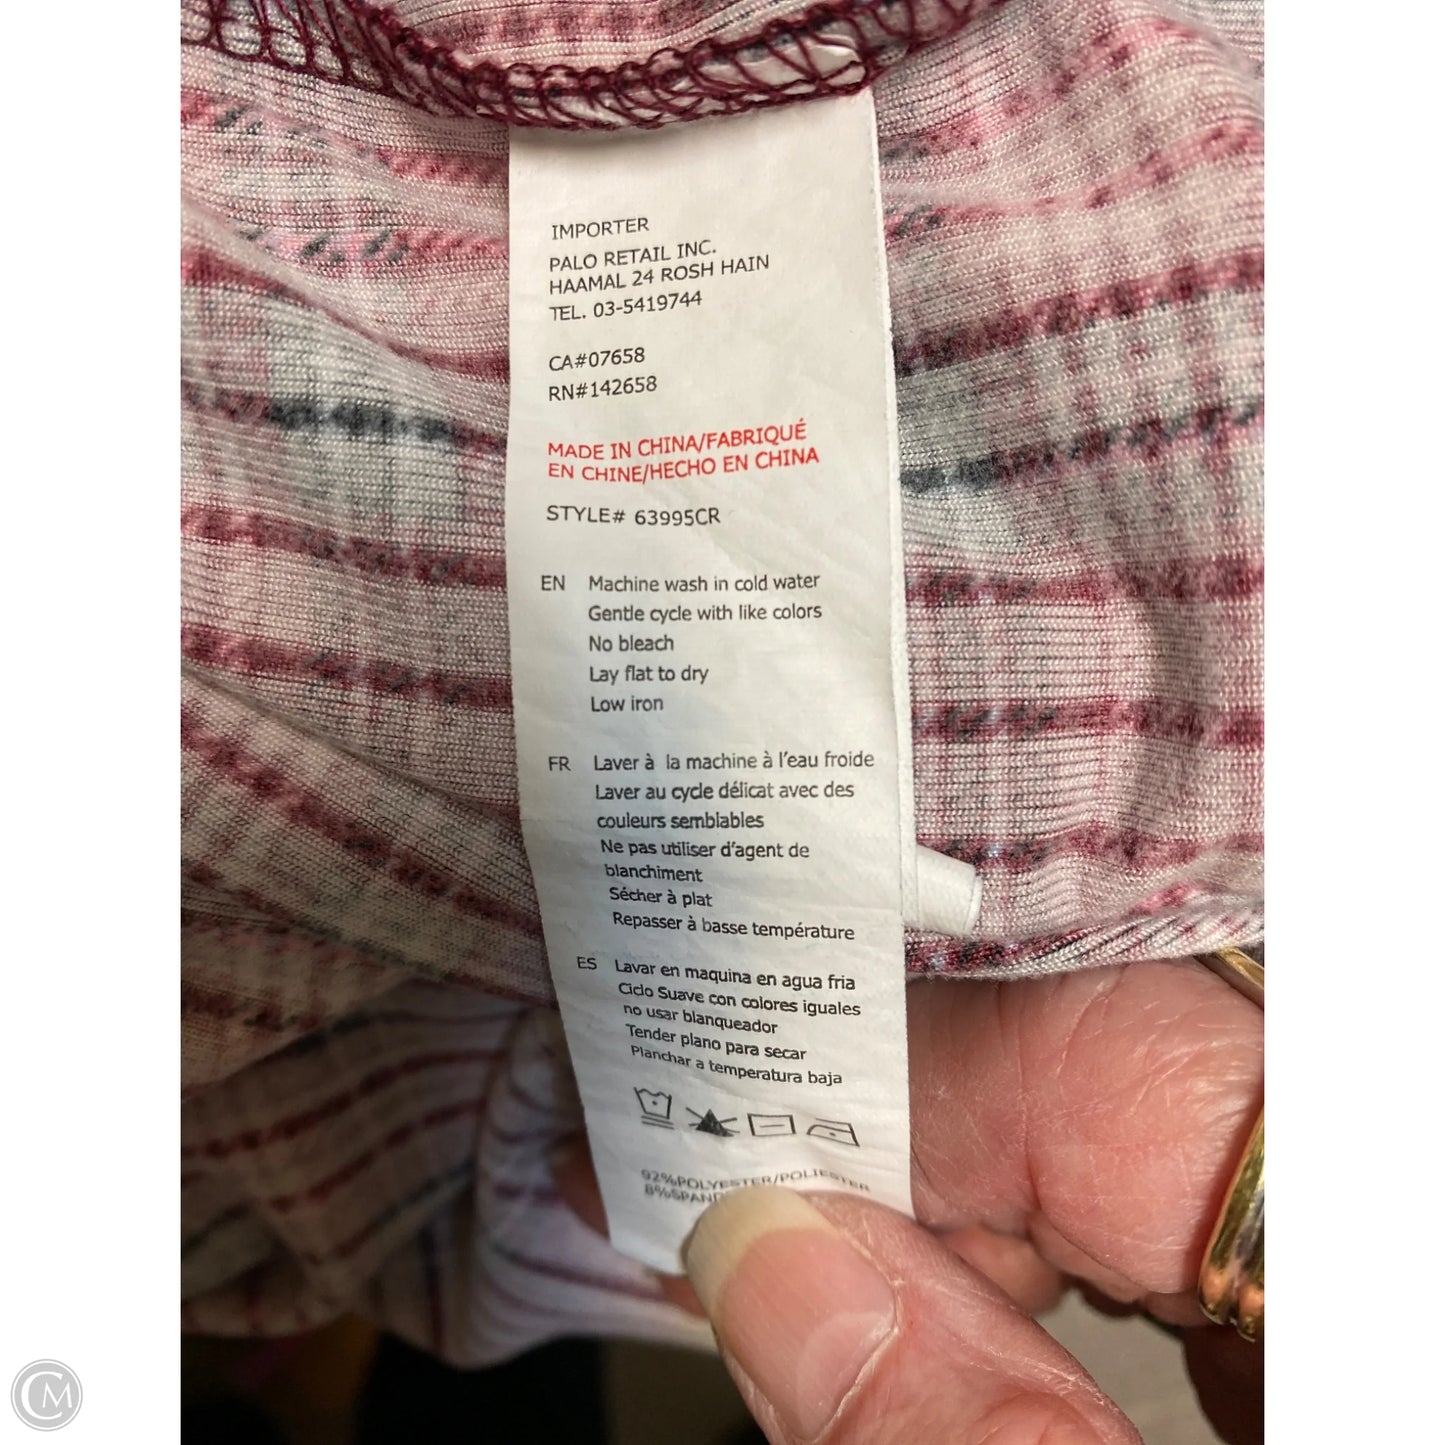 IMPORTER
PALO RETAIL INC.
HAAMAL 24 ROSH HAIN
TEL. 03-5419744
CA#07658
RN#142658
MADE IN CHINA/FABRIQUÉ
EN CHINE/HECHO EN CHINA
STYLE# 63995CR
EN Machine wash in cold water
Gentle cycle with like colors
No bleach
Lay flat to dry
Low iron
FR Laver à la machine à l'eau froide
Laver au cycle délicat avec des
couleurs semblables
Ne pas utiliser d'agent de
blanchiment
Sécher à plat
Repasser à basse température
ES Lavar en maquina en agua fria
Ciclo Suave con colores iguales
no usar blanqueador
Tender plano para secar
Planchar a temperatura baja
92%POLYESTER/POLIESTER
CM